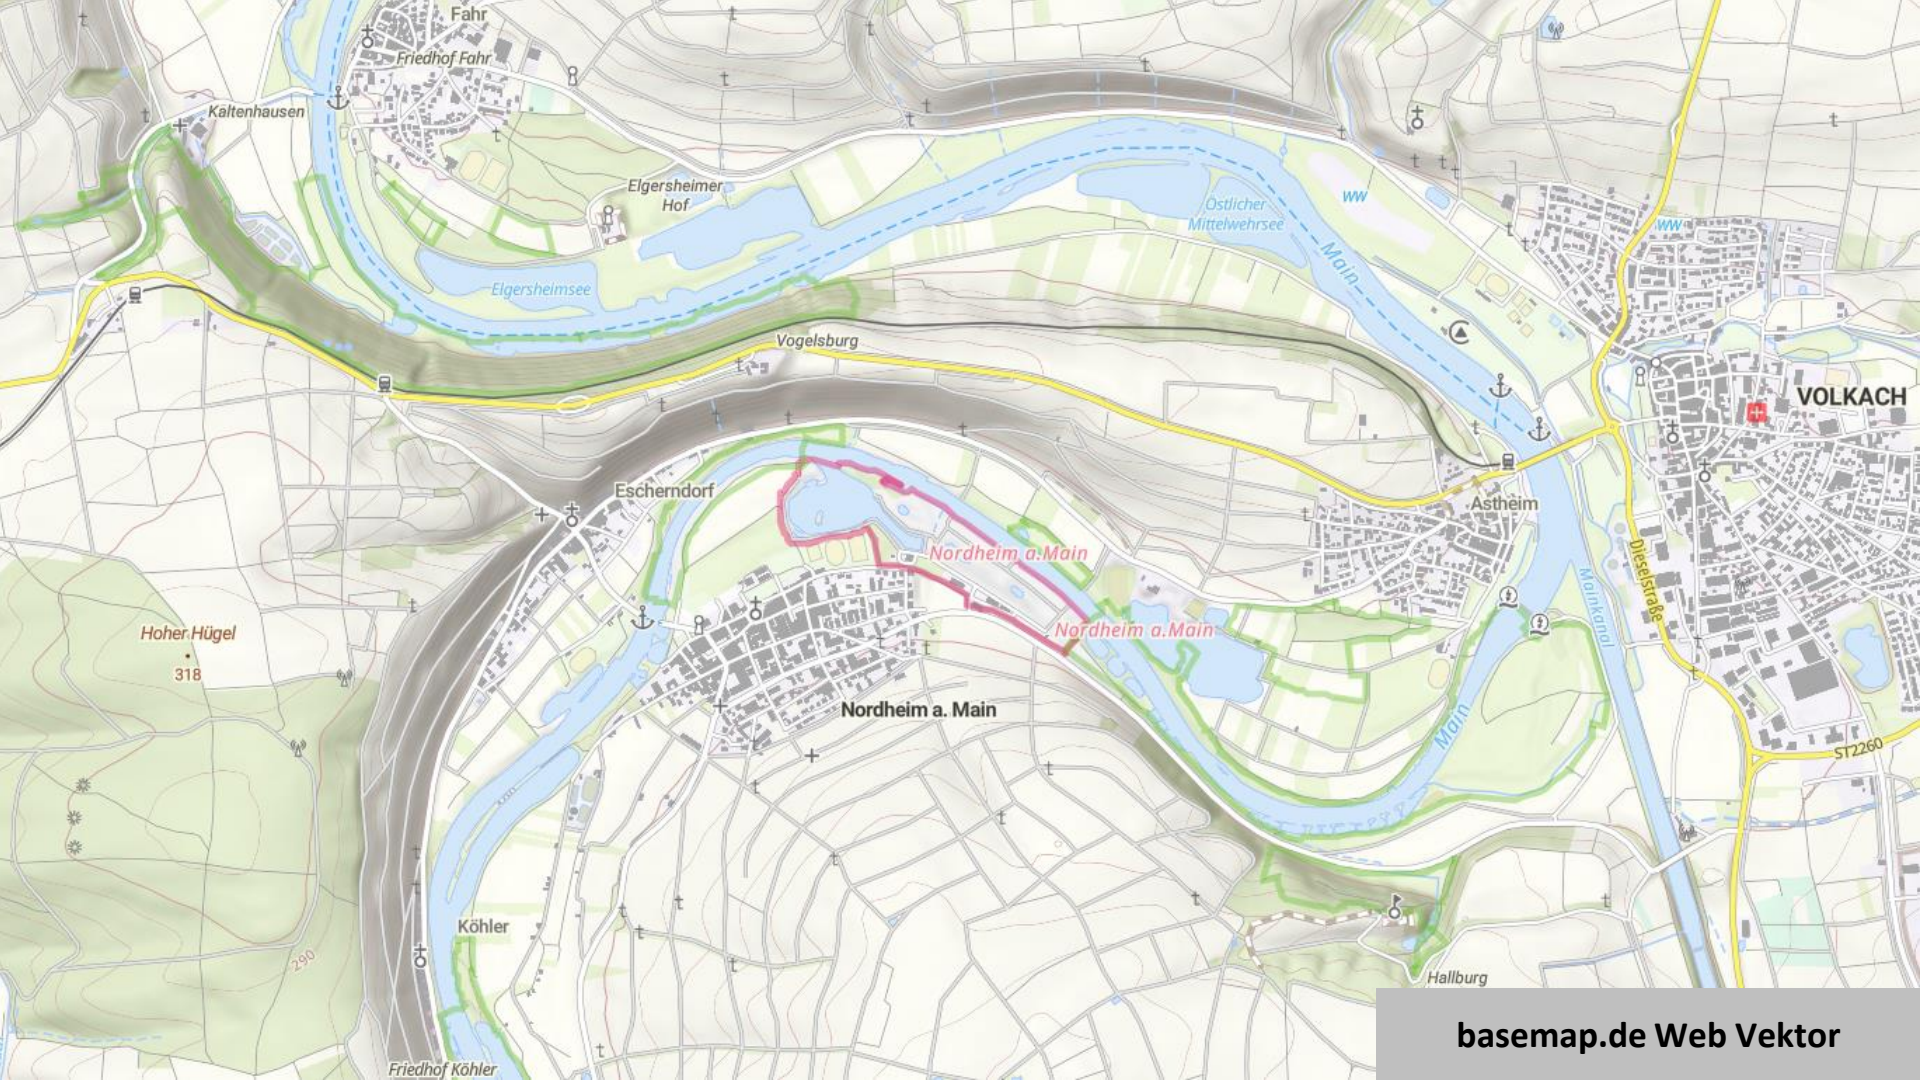 Fahr
Friedhof Fahr
Kaltenhausen
Elgersheimer
Hof
Elgersheimsee
Östlicher
Mittelwehrsee
WW
WW
Main
Vogelsburg
VOLKACH
Escherndorf
Astheim
Nordheim a.Main
Dieselstraße
Mainkanal
Hoher Hügel
318
Nordheim a.Main
Nordheim a. Main
Main
ST2260
Köhler
290
Hallburg
Friedhof Köhler
basemap.de Web Vektor